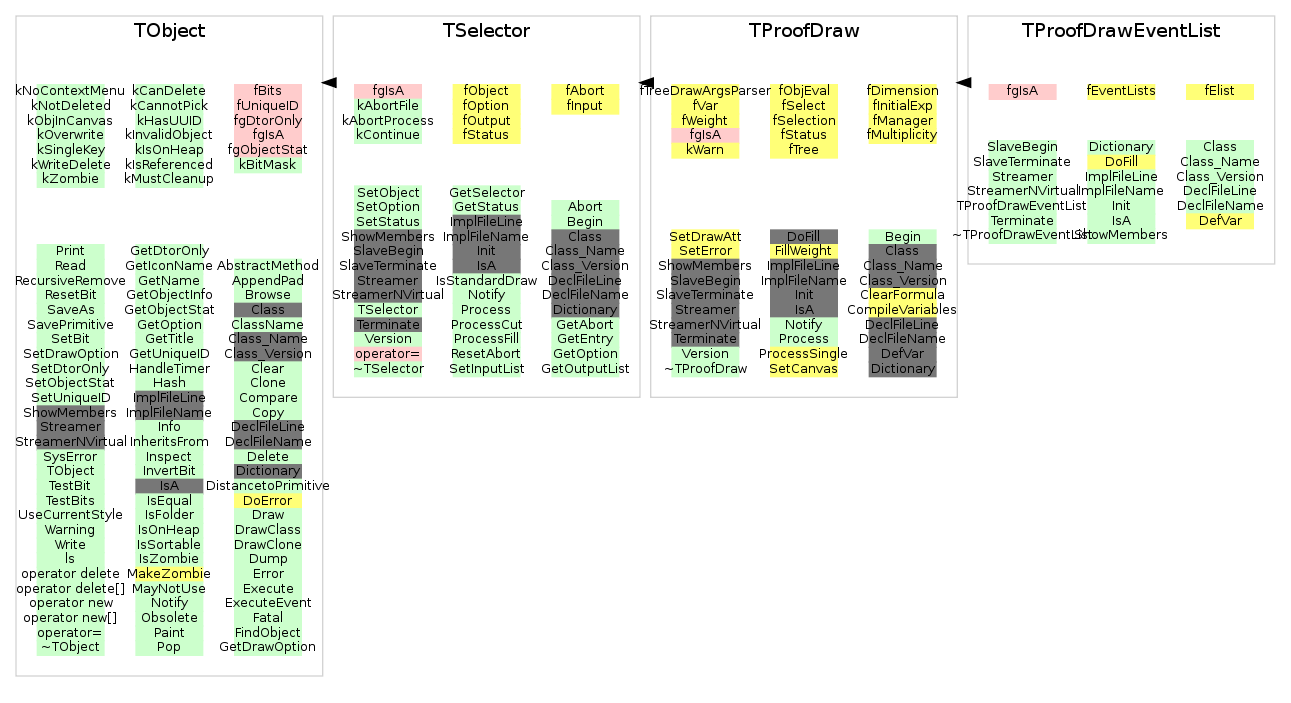 TObject
kNoContextMenu
kNotDeleted
kObjInCanvas
kOverwrite
kSingleKey
kWriteDelete
kZombie
kCanDelete
kCannotPick
kHasUUID
kInvalidObject
kIsOnHeap
kIsReferenced
kMustCleanup
fBits
fUniqueID
fgDtorOnly
fgIsA
fgObjectStat
kBitMask
Print
Read
RecursiveRemove
ResetBit
SaveAs
SavePrimitive
SetBit
SetDrawOption
SetDtorOnly
SetObjectStat
SetUniqueID
ShowMembers
Streamer
StreamerNVirtual
SysError
TObject
TestBit
TestBits
UseCurrentStyle
Warning
Write
ls
operator delete
operator delete[]
operator new
operator new[]
operator=
~TObject
GetDtorOnly
GetIconName
GetName
GetObjectInfo
GetObjectStat
GetOption
GetTitle
GetUniqueID
HandleTimer
Hash
ImplFileLine
ImplFileName
Info
InheritsFrom
Inspect
InvertBit
IsA
IsEqual
IsFolder
IsOnHeap
IsSortable
IsZombie
MakeZombie
MayNotUse
Notify
Obsolete
Paint
Pop
AbstractMethod
AppendPad
Browse
Class
ClassName
Class_Name
Class_Version
Clear
Clone
Compare
Copy
DeclFileLine
DeclFileName
Delete
Dictionary
DistancetoPrimitive
DoError
Draw
DrawClass
DrawClone
Dump
Error
Execute
ExecuteEvent
Fatal
FindObject
GetDrawOption
TSelector
fgIsA
kAbortFile
kAbortProcess
kContinue
fObject
fOption
fOutput
fStatus
fAbort
fInput
SetObject
SetOption
SetStatus
ShowMembers
SlaveBegin
SlaveTerminate
Streamer
StreamerNVirtual
TSelector
Terminate
Version
operator=
~TSelector
GetSelector
GetStatus
ImplFileLine
ImplFileName
Init
IsA
IsStandardDraw
Notify
Process
ProcessCut
ProcessFill
ResetAbort
SetInputList
Abort
Begin
Class
Class_Name
Class_Version
DeclFileLine
DeclFileName
Dictionary
GetAbort
GetEntry
GetOption
GetOutputList
TProofDraw
fTreeDrawArgsParser
fVar
fWeight
fgIsA
kWarn
fObjEval
fSelect
fSelection
fStatus
fTree
fDimension
fInitialExp
fManager
fMultiplicity
SetDrawAtt
SetError
ShowMembers
SlaveBegin
SlaveTerminate
Streamer
StreamerNVirtual
Terminate
Version
~TProofDraw
DoFill
FillWeight
ImplFileLine
ImplFileName
Init
IsA
Notify
Process
ProcessSingle
SetCanvas
Begin
Class
Class_Name
Class_Version
ClearFormula
CompileVariables
DeclFileLine
DeclFileName
DefVar
Dictionary
TProofDrawEventList
fgIsA
fEventLists
fElist
SlaveBegin
SlaveTerminate
Streamer
StreamerNVirtual
TProofDrawEventList
Terminate
~TProofDrawEventList
Dictionary
DoFill
ImplFileLine
ImplFileName
Init
IsA
ShowMembers
Class
Class_Name
Class_Version
DeclFileLine
DeclFileName
DefVar